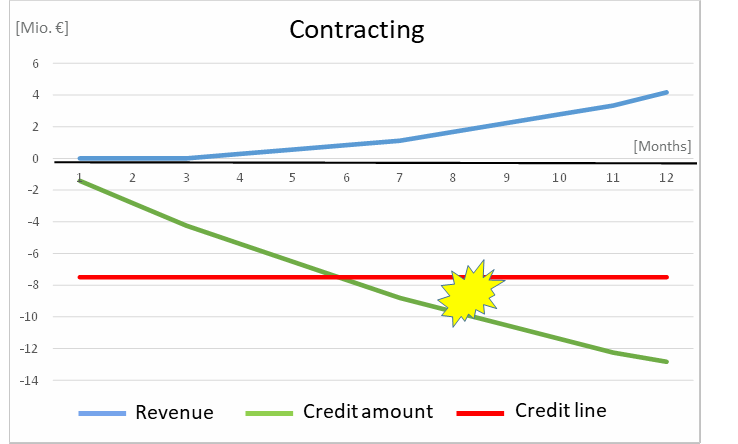 [Mio. €]
Contracting
6
4
2
0
[Months]
1 2 3 4 5 6 7 8 9 10 11 12
-2
-4
-6
-8
-10
-12
-14
Revenue Credit amount Credit line